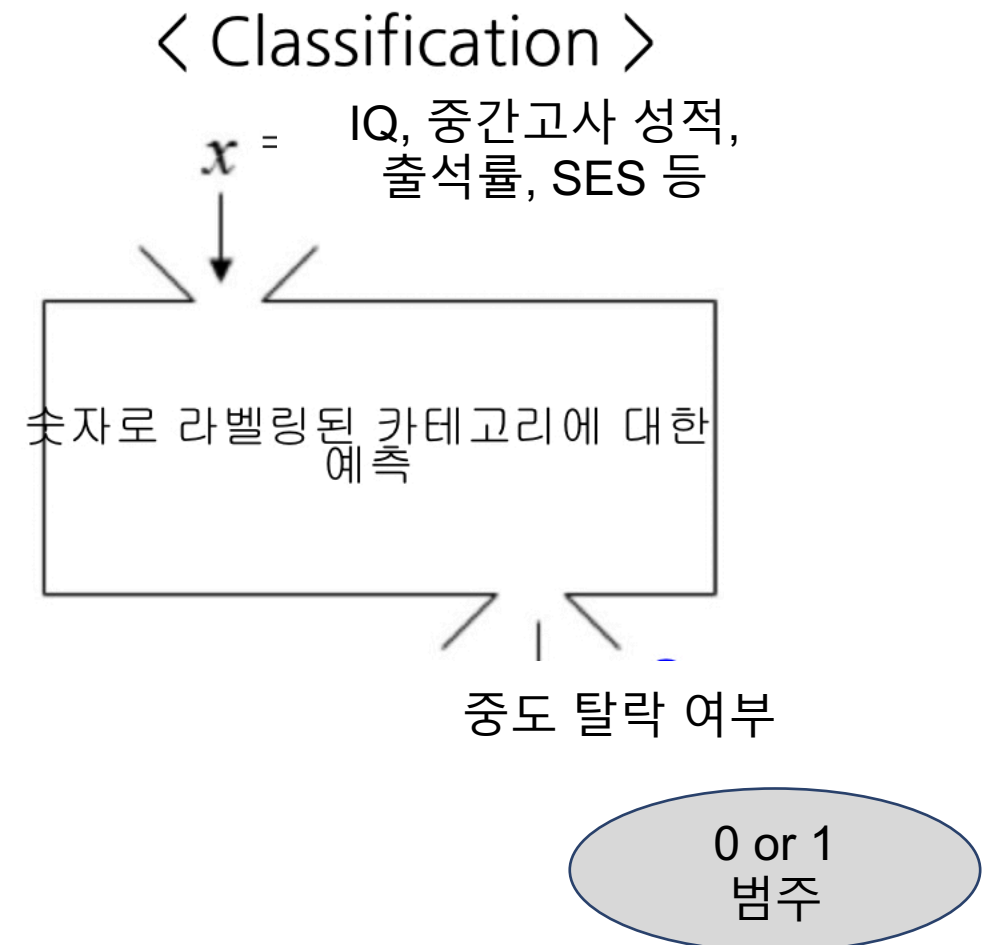 < Classification >
x = IQ, 중간고사 성적,
출석률, SES 등
숫자로 라벨링된 카테고리에 대한
예측
중도 탈락 여부
0 or 1
범주